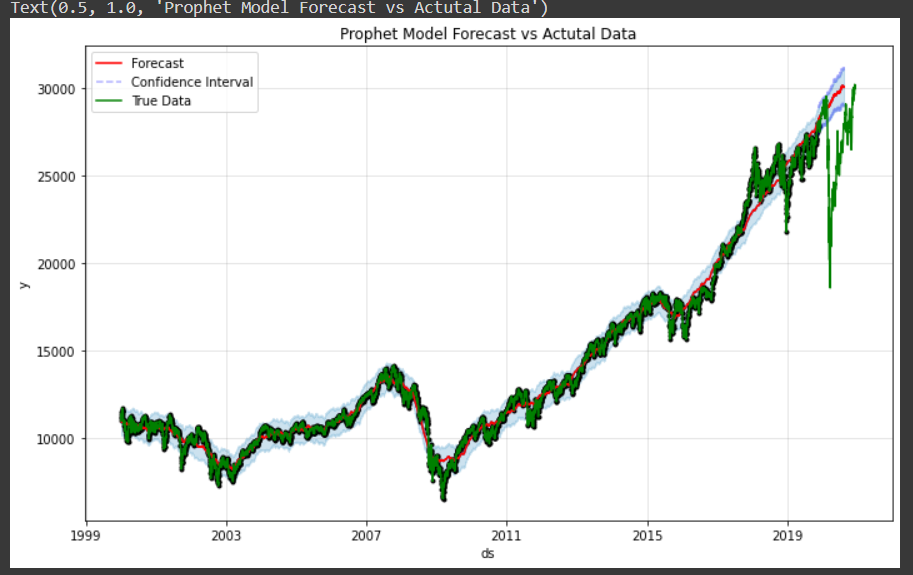 Text(0.5, 1.0, 'Prophet Model Forecast vs Actutal Data')
Prophet Model Forecast vs Actutal Data
Forecast
Confidence Interval
True Data
30000
25000
20000
15000
10000
y
1999
2003
2007
2011
2015
2019
ds